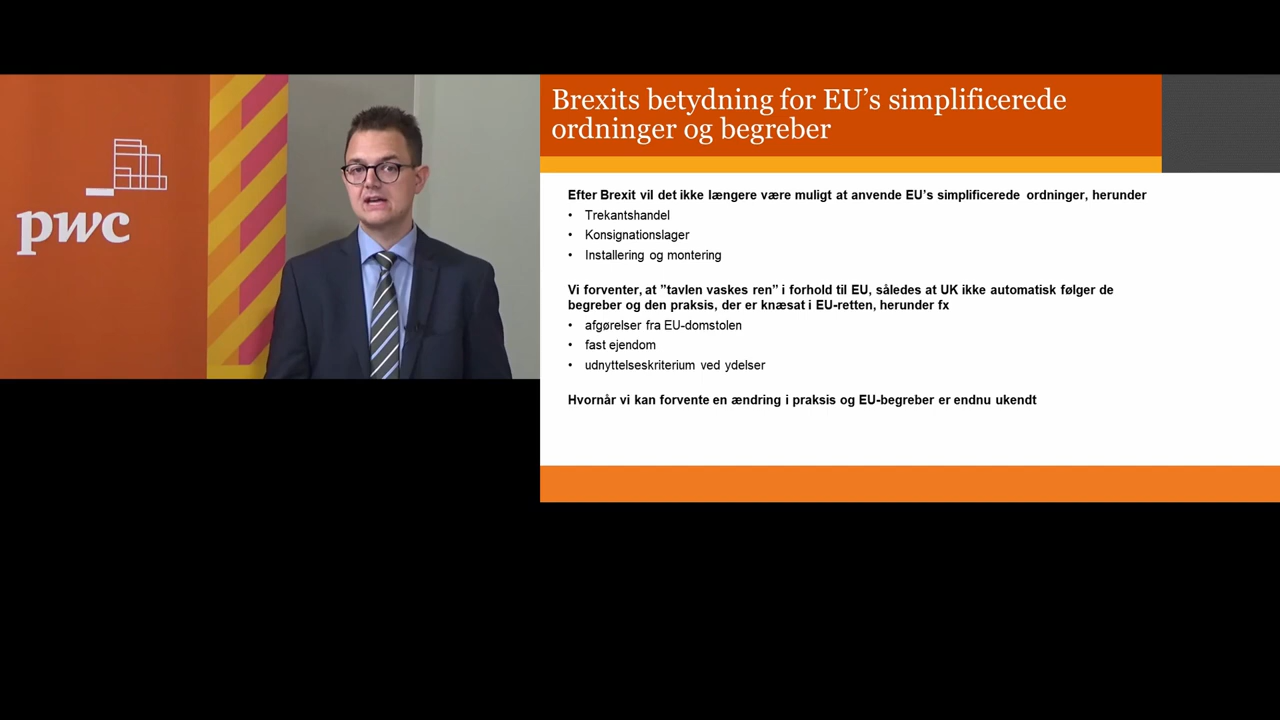 pwc
Brexits betydning for EU’s simplificerede
ordninger og begreber
Efter Brexit vil det ikke længere være muligt at anvende EU’s simplificerede ordninger, herunder
• Trekantshandel
• Konsignationslager
• Installering og montering
Vi forventer, at ”tavlen vaskes ren” i forhold til EU, således at UK ikke automatisk følger de
begreber og den praksis, der er knæsat i EU-retten, herunder fx
• afgørelser fra EU-domstolen
• fast ejendom
• udnyttelseskriterium ved ydelser
Hvornår vi kan forvente en ændring i praksis og EU-begreber er endnu ukendt